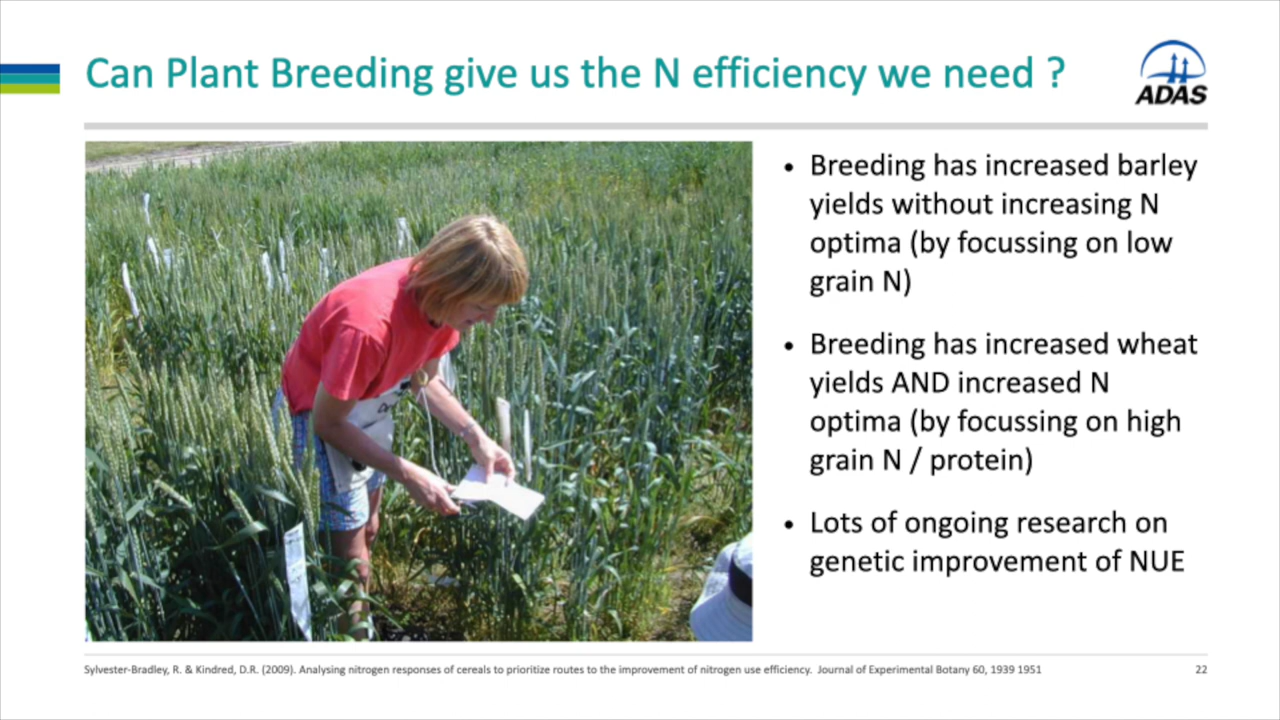 Can Plant Breeding give us the N efficiency we need ?
ADAS
• Breeding has increased barley
yields without increasing N
optima (by focussing on low
grain N)
• Breeding has increased wheat
yields AND increased N
optima (by focussing on high
grain N / protein)
• Lots of ongoing research on
genetic improvement of NUE
Sylvester-Bradley, R. & Kindred, D.R. (2009). Analysing nitrogen responses of cereals to prioritize routes to the improvement of nitrogen use efficiency. Journal of Experimental Botany 60, 1939 1951
22